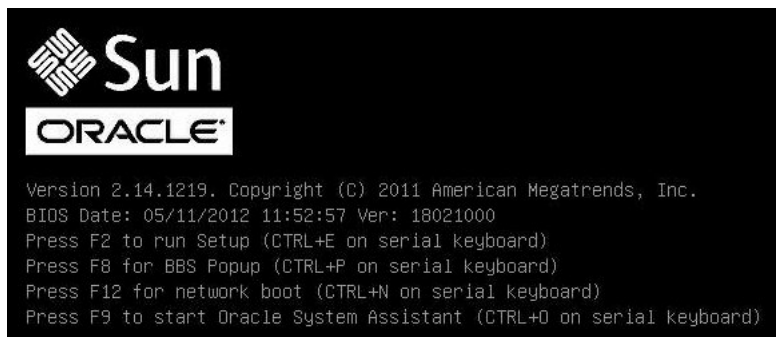 Sun
ORACLE
Version 2.14.1219. Copyright (C) 2011 American Megatrends, Inc.
BIOS Date: 05/11/2012 11:52:57 Ver: 18021000
Press F2 to run Setup (CTRL+E on serial keyboard)
Press F8 for BBS Popup (CTRL+P on serial keyboard)
Press F12 for network boot (CTRL+N on serial keyboard)
Press F9 to start Oracle System Assistant (CTRL+O on serial keyboard)